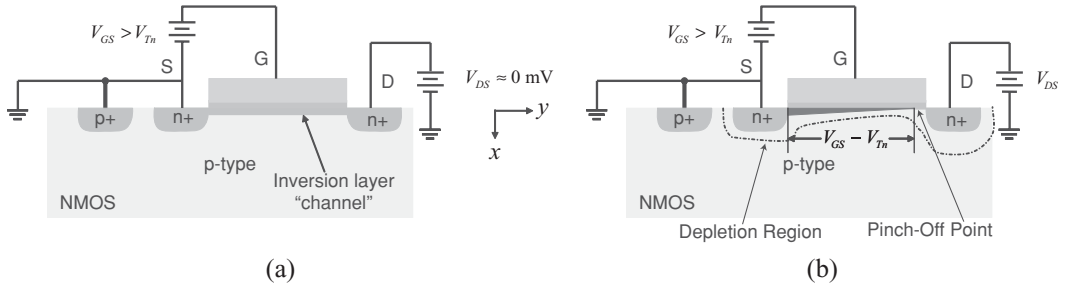 V_GS > V_Tn
S
G
D
V_DS ≈ 0 mV
p+
n+
n+
y
x
p-type
Inversion layer
"channel"
NMOS
(a)
V_GS > V_Tn
S
G
D
V_DS
p+
n+
n+
V_GS − V_Tn
p-type
NMOS
Depletion Region
Pinch-Off Point
(b)